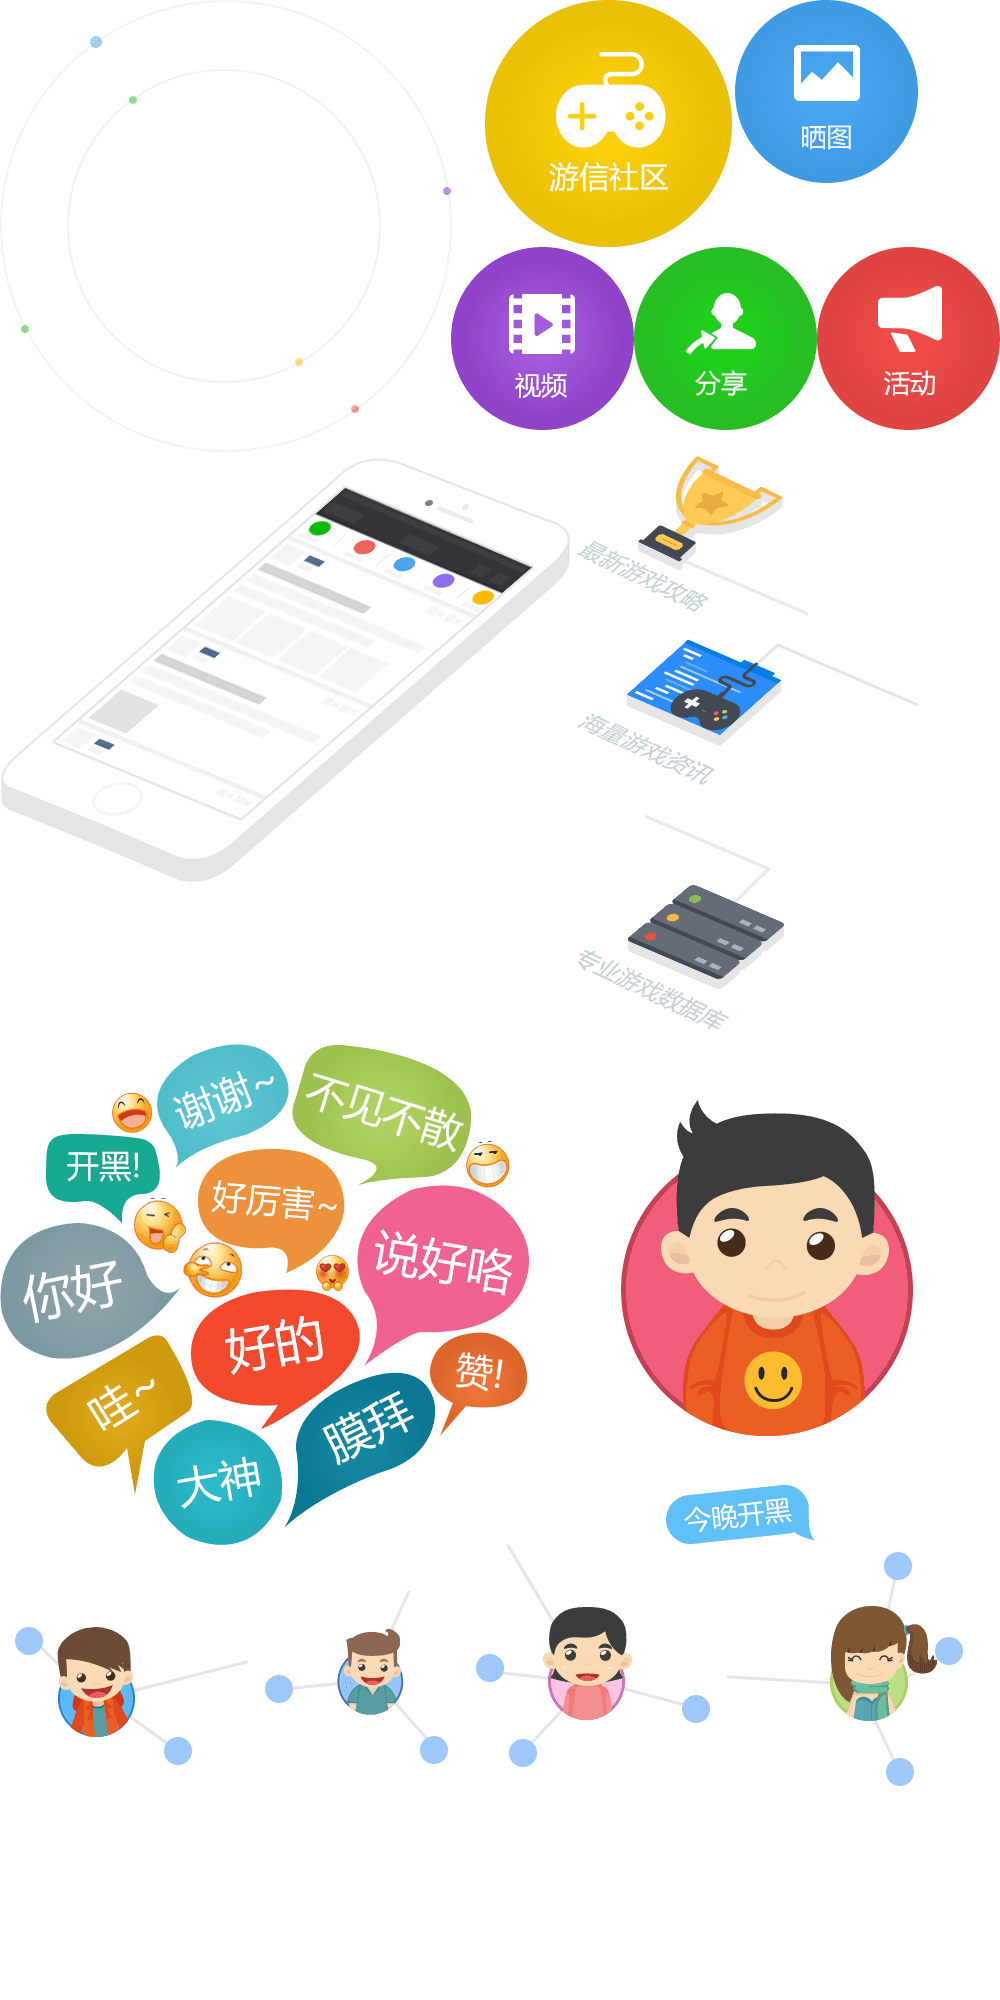 游信社区
晒图
视频
分享
活动
最新游戏攻略
海量游戏资讯
专业游戏数据库
谢谢~
不见不散
开黑!
好厉害~
说好咯
你好
好的
赞!
哇~
膜拜
大神
今晚开黑